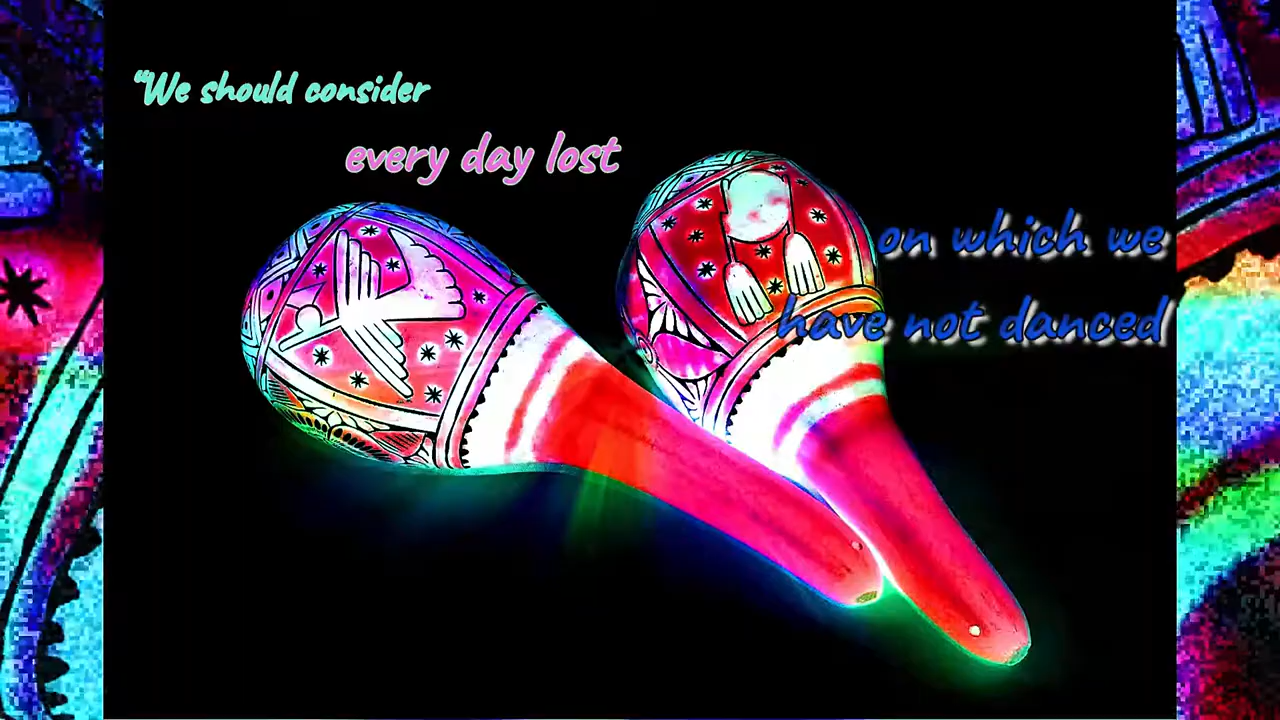 “We should consider
every day lost
on which we
have not danced